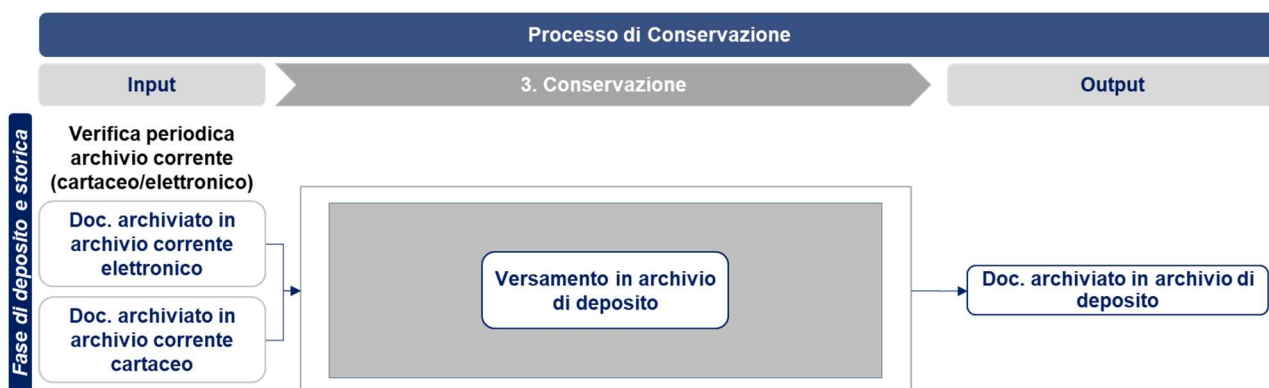 Processo di Conservazione
Input
3. Conservazione
Output
Fase di deposito e storica
Verifica periodica
archivio corrente
(cartaceo/elettronico)
Doc. archiviato in
archivio corrente
elettronico
Doc. archiviato in
archivio corrente
cartaceo
Versamento in archivio
di deposito
Doc. archiviato in archivio di
deposito